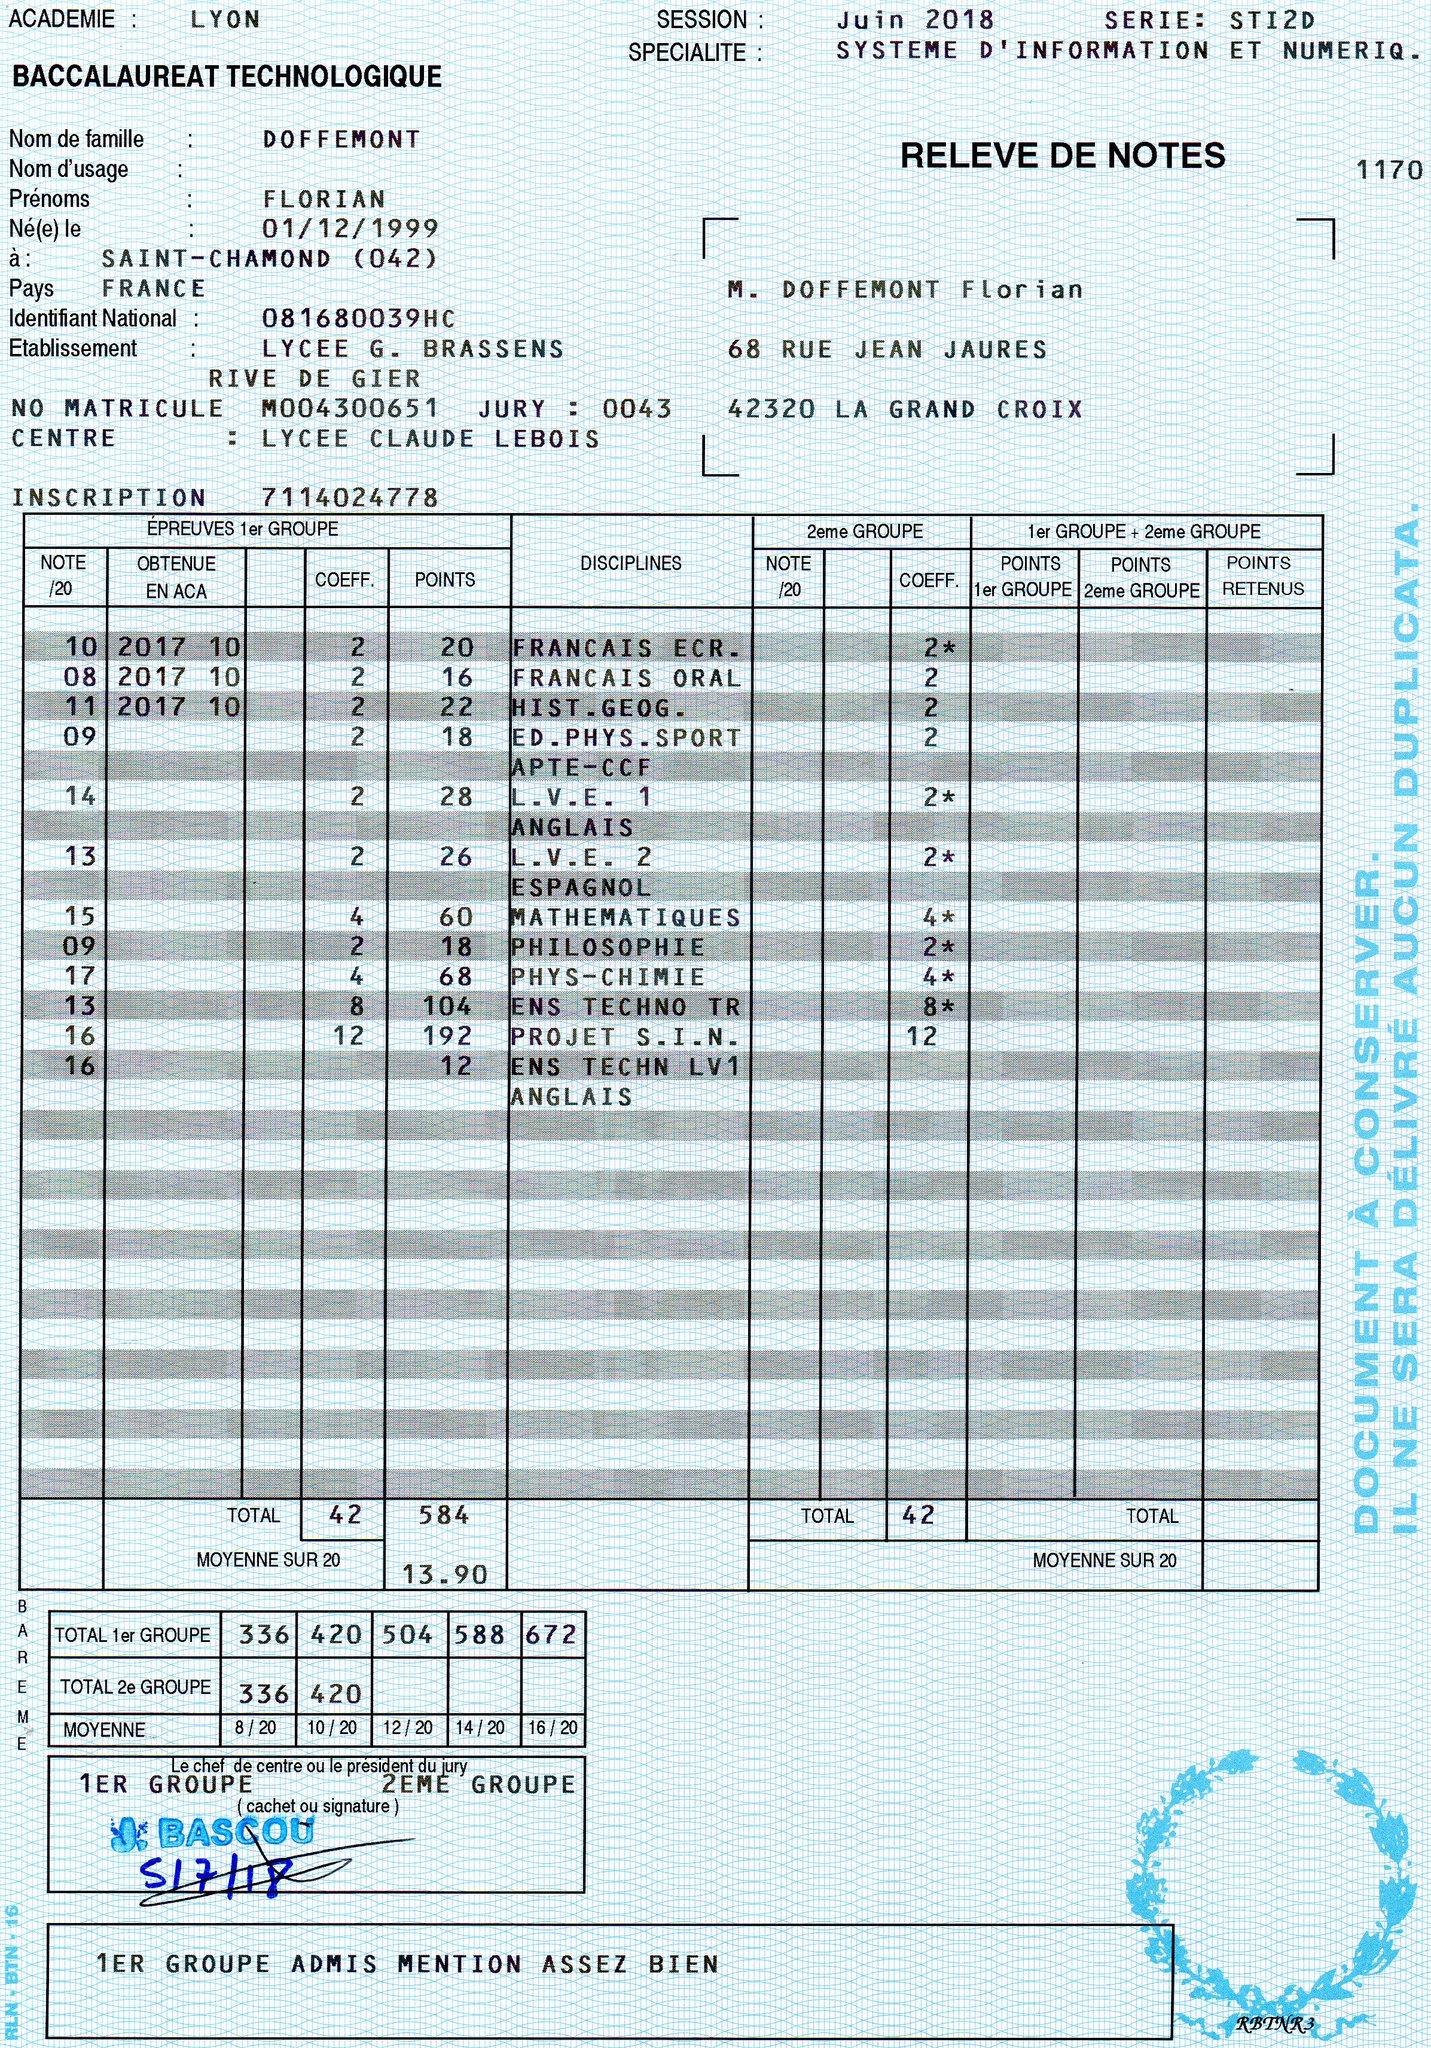 ACADEMIE : LYON SESSION : Juin 2018 SERIE: STI2D
SPECIALITE : SYSTEME D'INFORMATION ET NUMERIQ.
BACCALAUREAT TECHNOLOGIQUE
Nom de famille : DOFFEMONT
RELEVE DE NOTES 1170
Nom d'usage :
Prénoms : FLORIAN
Né(e) le : 01/12/1999
à : SAINT-CHAMOND (042)
Pays FRANCE
M. DOFFEMONT Florian
Identifiant National : 081680039HC
Etablissement : LYCEE G. BRASSENS
68 RUE JEAN JAURES
RIVE DE GIER
NO MATRICULE M004300651 JURY : 0043
42320 LA GRAND CROIX
CENTRE : LYCEE CLAUDE LEBOIS
INSCRIPTION 7114024778
ÉPREUVES 1er GROUPE DISCIPLINES 2eme GROUPE 1er GROUPE + 2eme GROUPE
NOTE /20 OBTENUE EN ACA COEFF. POINTS NOTE /20 COEFF. POINTS 1er GROUPE POINTS 2eme GROUPE POINTS RETENUS
10 2017 10 2 20 FRANCAIS ECR. 2*
08 2017 10 2 16 FRANCAIS ORAL 2
11 2017 10 2 22 HIST.GEOG. 2
09 2 18 ED.PHYS.SPORT 2
APTE-CCF
14 2 28 L.V.E. 1 2*
ANGLAIS
13 2 26 L.V.E. 2 2*
ESPAGNOL
15 4 60 MATHEMATIQUES 4*
09 2 18 PHILOSOPHIE 2*
17 4 68 PHYS-CHIMIE 4*
13 8 104 ENS TECHNO TR 8*
16 12 192 PROJET S.I.N. 12
16 12 ENS TECHN LV1
ANGLAIS
TOTAL 42 584 TOTAL 42 TOTAL
MOYENNE SUR 20 13.90 MOYENNE SUR 20
BAREME
TOTAL 1er GROUPE 336 420 504 588 672
TOTAL 2e GROUPE 336 420
MOYENNE 8 / 20 10 / 20 12 / 20 14 / 20 16 / 20
Le chef de centre ou le président du jury
1ER GROUPE 2EME GROUPE
( cachet ou signature )
BASCOU
5/7/18
1ER GROUPE ADMIS MENTION ASSEZ BIEN
RBTNR3
RLN - BTN - 16
DOCUMENT À CONSERVER.
IL NE SERA DÉLIVRÉ AUCUN DUPLICATA.